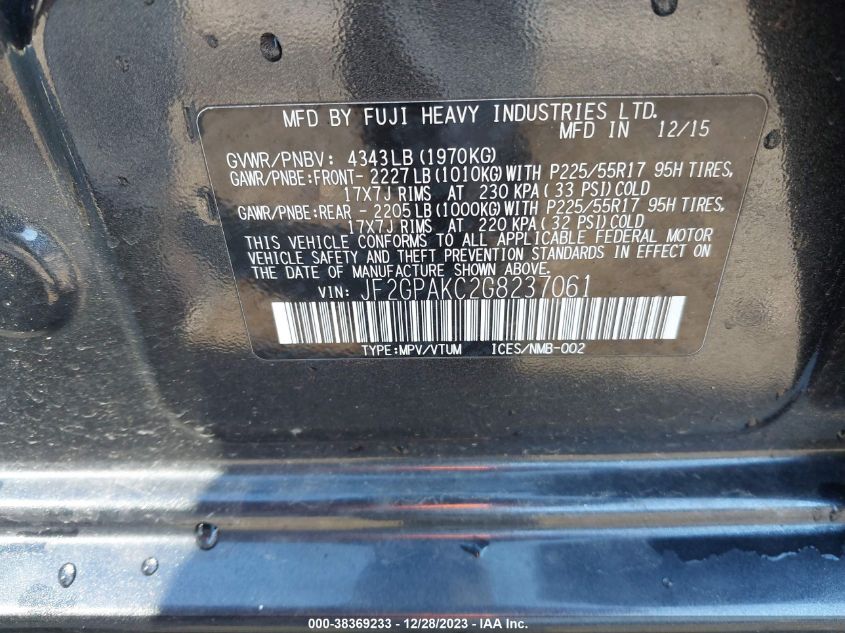 MFD BY FUJI HEAVY INDUSTRIES LTD.
MFD IN 12/15
GVWR/PNBV: 4343LB (1970KG)
GAWR/PNBE:FRONT- 2227LB (1010KG) WITH P225/55R17 95H TIRES,
17X7J RIMS AT 230 KPA (33 PSI) COLD
GAWR/PNBE:REAR - 2205LB (1000KG) WITH P225/55R17 95H TIRES,
17X7J RIMS AT 220 KPA (32 PSI) COLD
THIS VEHICLE CONFORMS TO ALL APPLICABLE FEDERAL MOTOR
VEHICLE SAFETY AND THEFT PREVENTION STANDARDS IN EFFECT ON
THE DATE OF MANUFACTURE SHOWN ABOVE.
VIN: JF2GPAKC2G8237061
TYPE:MPV/VTUM ICES/NMB-002
000-38369233 - 12/28/2023 - IAA Inc.